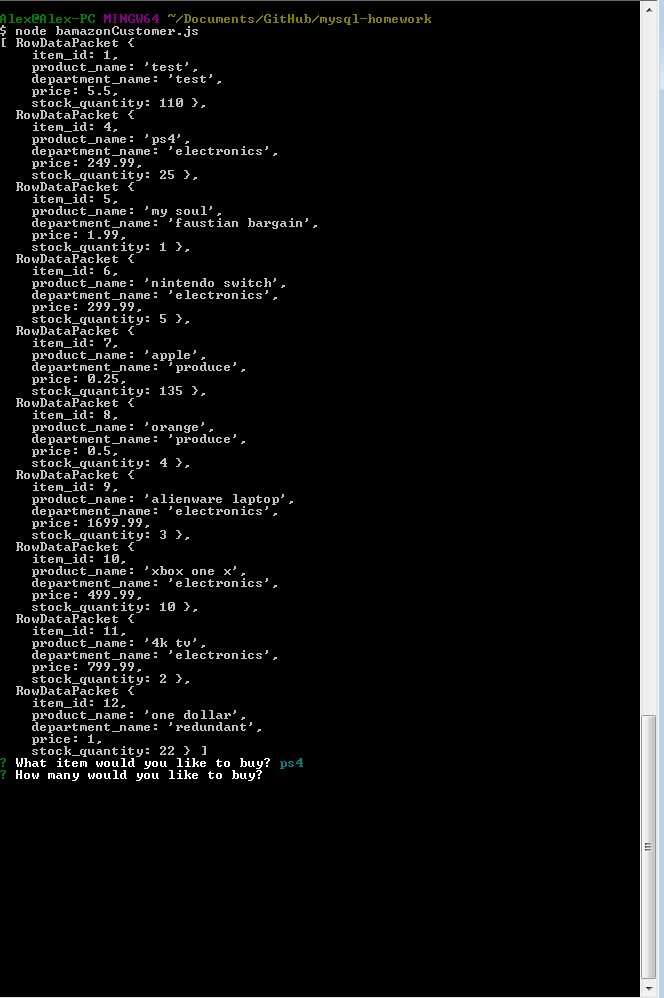 Alex@Alex-PC MINGW64 ~/Documents/GitHub/mysql-homework
$ node bamazonCustomer.js
[ RowDataPacket {
    item_id: 1,
    product_name: 'test',
    department_name: 'test',
    price: 5.5,
    stock_quantity: 110 },
  RowDataPacket {
    item_id: 4,
    product_name: 'ps4',
    department_name: 'electronics',
    price: 249.99,
    stock_quantity: 25 },
  RowDataPacket {
    item_id: 5,
    product_name: 'my soul',
    department_name: 'faustian bargain',
    price: 1.99,
    stock_quantity: 1 },
  RowDataPacket {
    item_id: 6,
    product_name: 'nintendo switch',
    department_name: 'electronics',
    price: 299.99,
    stock_quantity: 5 },
  RowDataPacket {
    item_id: 7,
    product_name: 'apple',
    department_name: 'produce',
    price: 0.25,
    stock_quantity: 135 },
  RowDataPacket {
    item_id: 8,
    product_name: 'orange',
    department_name: 'produce',
    price: 0.5,
    stock_quantity: 4 },
  RowDataPacket {
    item_id: 9,
    product_name: 'alienware laptop',
    department_name: 'electronics',
    price: 1699.99,
    stock_quantity: 3 },
  RowDataPacket {
    item_id: 10,
    product_name: 'xbox one x',
    department_name: 'electronics',
    price: 499.99,
    stock_quantity: 10 },
  RowDataPacket {
    item_id: 11,
    product_name: '4k tv',
    department_name: 'electronics',
    price: 799.99,
    stock_quantity: 2 },
  RowDataPacket {
    item_id: 12,
    product_name: 'one dollar',
    department_name: 'redundant',
    price: 1,
    stock_quantity: 22 } ]
? What item would you like to buy? ps4
? How many would you like to buy?